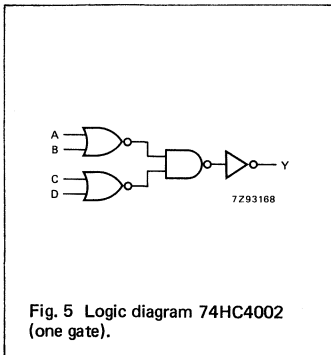 A
B
C
D
Y
7Z93168
Fig. 5 Logic diagram 74HC4002
(one gate).